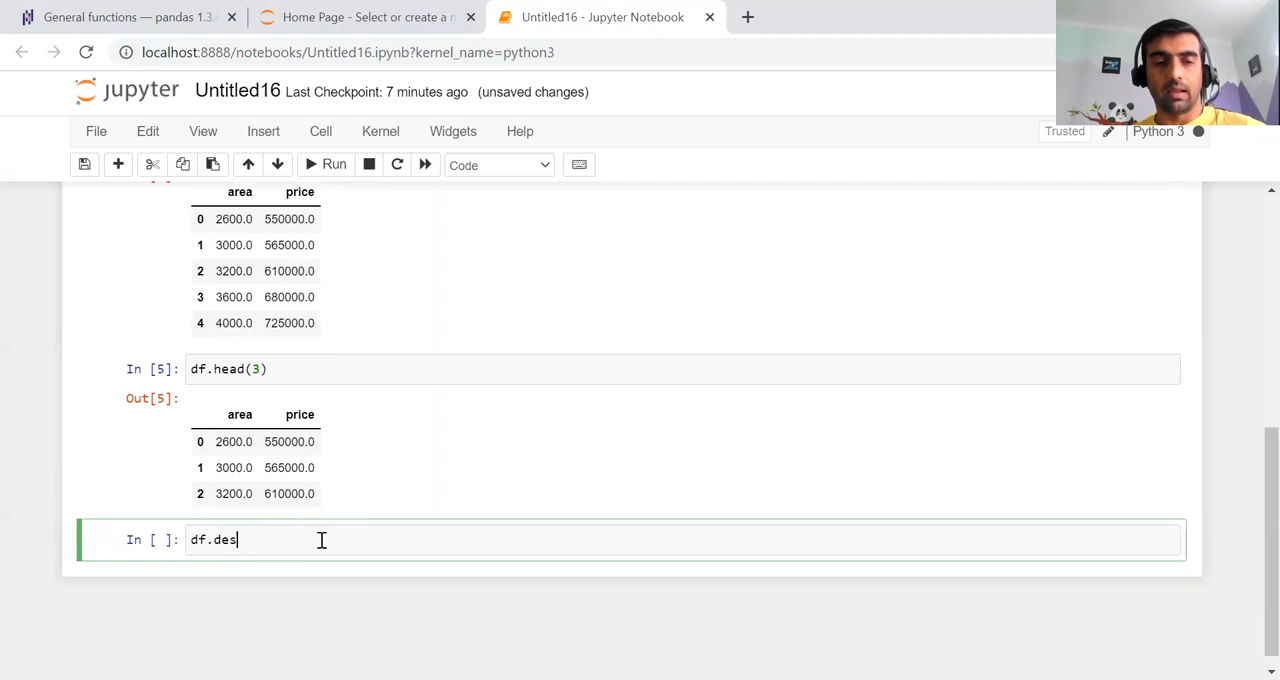 General functions — pandas 1.3.
Home Page - Select or create a n
Untitled16 - Jupyter Notebook
localhost:8888/notebooks/Untitled16.ipynb?kernel_name=python3
jupyter Untitled16 Last Checkpoint: 7 minutes ago (unsaved changes)
File Edit View Insert Cell Kernel Widgets Help
Trusted Python 3
Run Code
area price
0 2600.0 550000.0
1 3000.0 565000.0
2 3200.0 610000.0
3 3600.0 680000.0
4 4000.0 725000.0
In [5]: df.head(3)
Out[5]:
area price
0 2600.0 550000.0
1 3000.0 565000.0
2 3200.0 610000.0
In [ ]: df.des